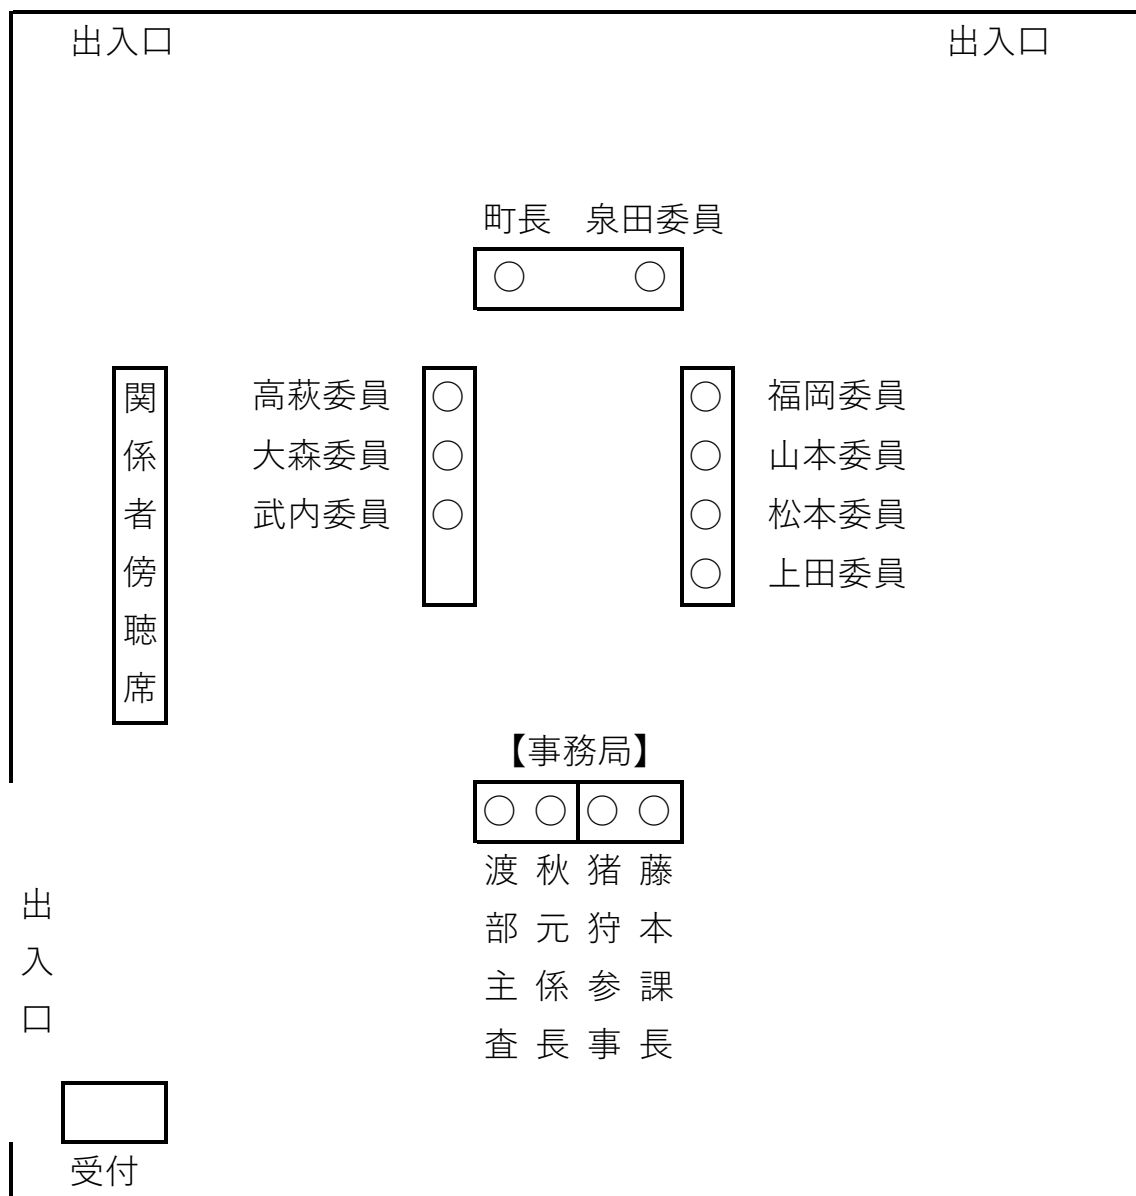 出入口
出入口
町長　泉田委員
関係者傍聴席
高萩委員
大森委員
武内委員
福岡委員
山本委員
松本委員
上田委員
【事務局】
渡部主査
秋元係長
猪狩参事
藤本課長
出入口
受付